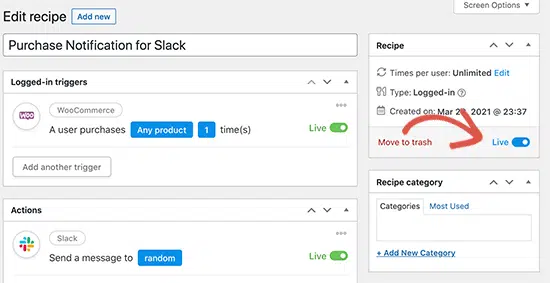 Screen Options ▼
Edit recipe
Add new
Purchase Notification for Slack
Logged-in triggers
WOO
WooCommerce
A user purchases Any product 1 time(s)
Live
Add another trigger
Actions
Slack
Send a message to random
Live
Recipe
Times per user: Unlimited Edit
Type: Logged-in
Created on: Mar 2 2021 @ 23:37
Move to trash
Live
Recipe category
Categories
Most Used
+ Add New Category